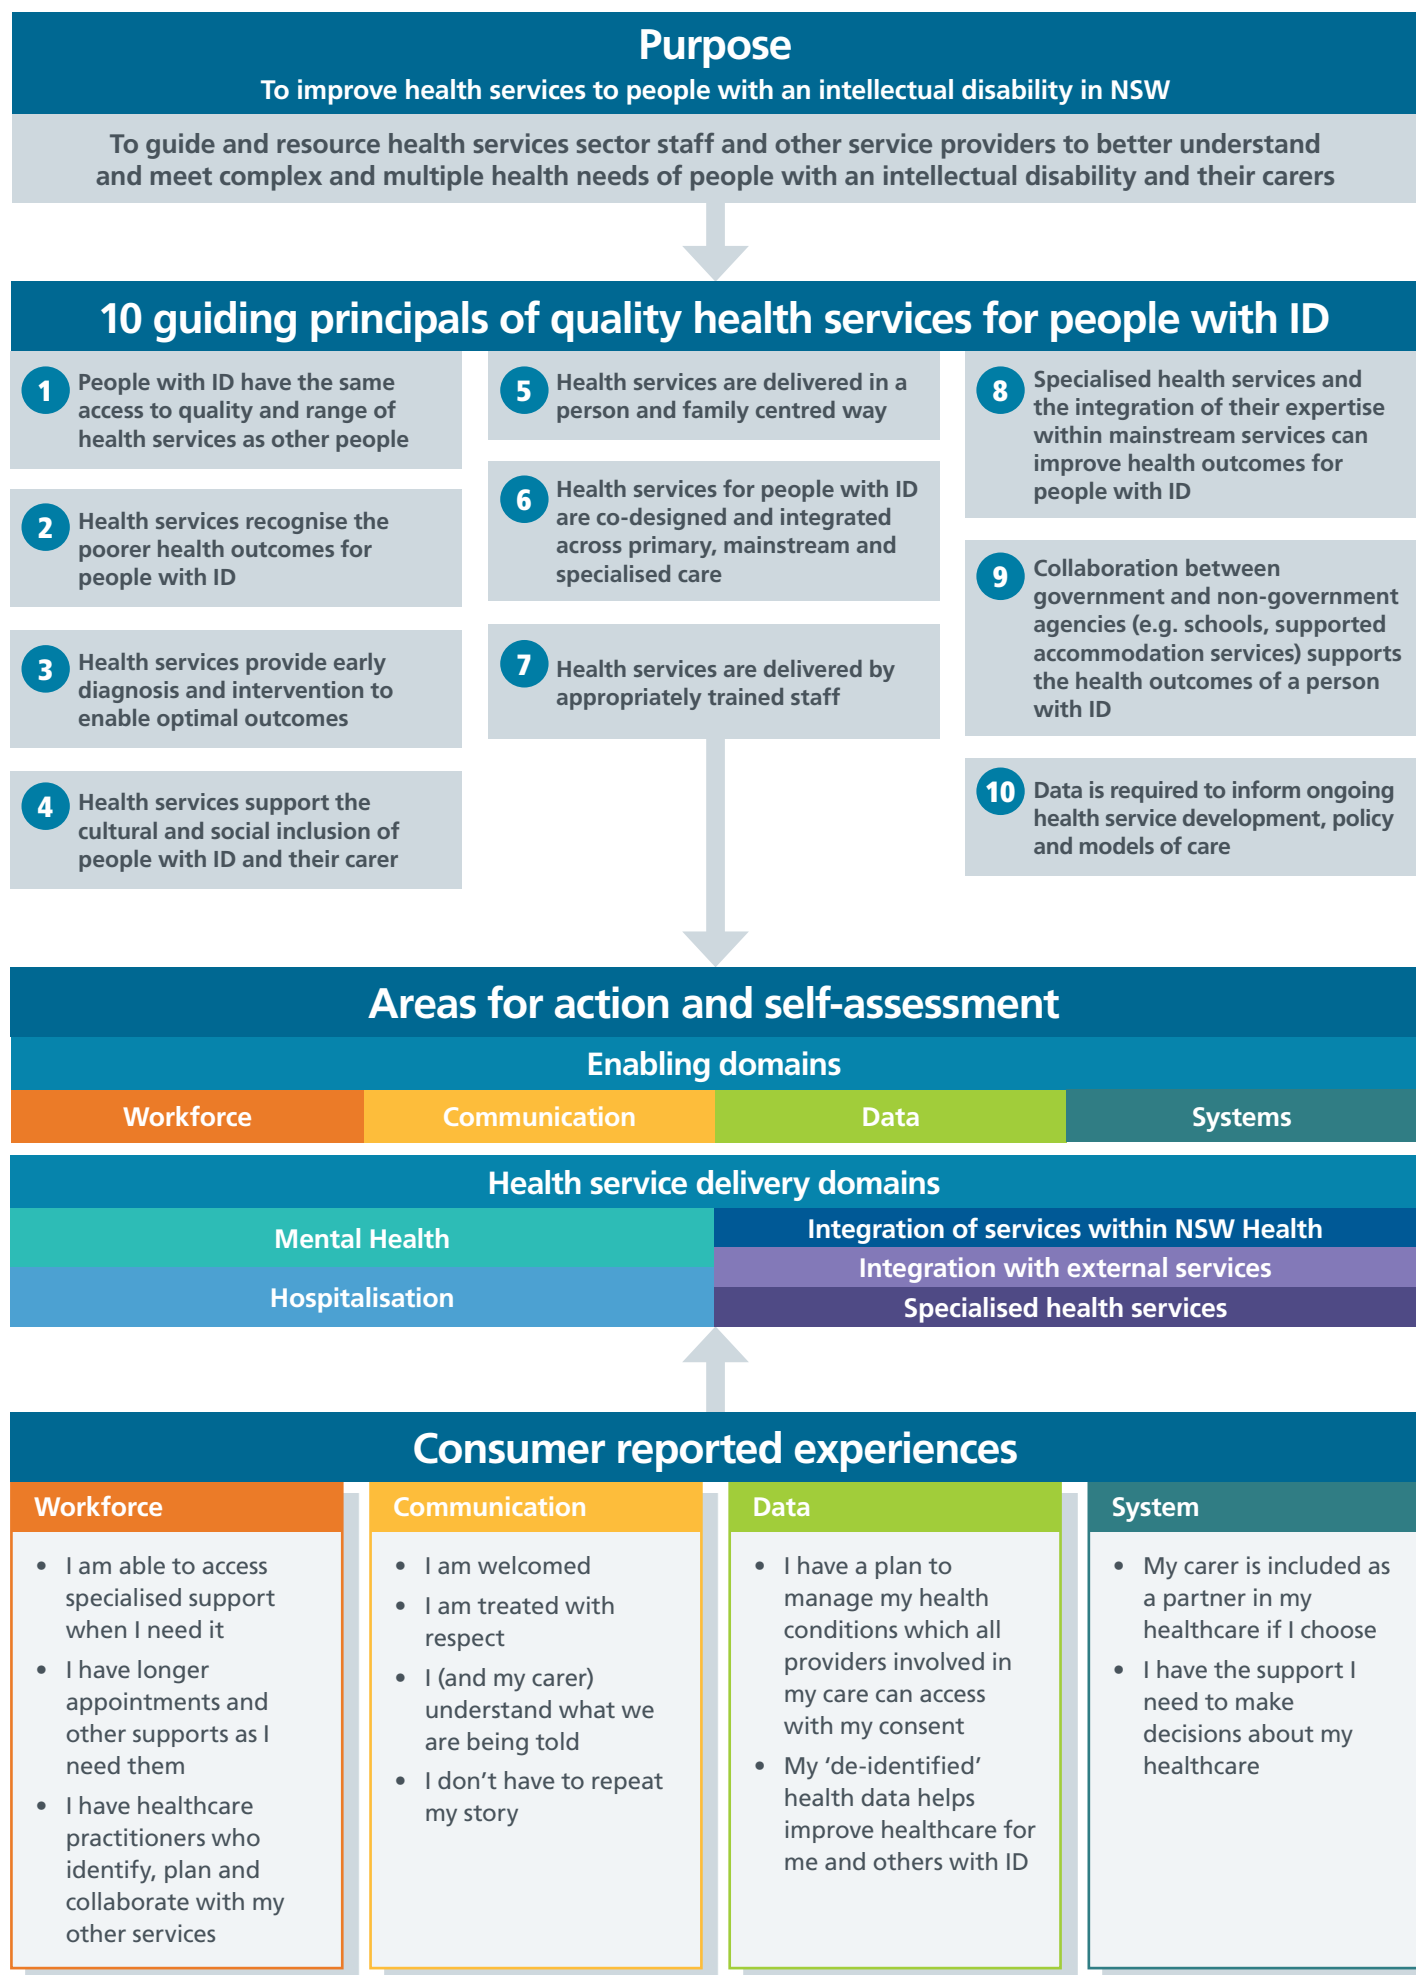 Purpose
To improve health services to people with an intellectual disability in NSW
To guide and resource health services sector staff and other service providers to better understand
and meet complex and multiple health needs of people with an intellectual disability and their carers
10 guiding principals of quality health services for people with ID
1 People with ID have the same
access to quality and range of
health services as other people
2 Health services recognise the
poorer health outcomes for
people with ID
3 Health services provide early
diagnosis and intervention to
enable optimal outcomes
4 Health services support the
cultural and social inclusion of
people with ID and their carer
5 Health services are delivered in a
person and family centred way
6 Health services for people with ID
are co-designed and integrated
across primary, mainstream and
specialised care
7 Health services are delivered by
appropriately trained staff
8 Specialised health services and
the integration of their expertise
within mainstream services can
improve health outcomes for
people with ID
9 Collaboration between
government and non-government
agencies (e.g. schools, supported
accommodation services) supports
the health outcomes of a person
with ID
10 Data is required to inform ongoing
health service development, policy
and models of care
Areas for action and self-assessment
Enabling domains
Workforce
Communication
Data
Systems
Health service delivery domains
Mental Health
Hospitalisation
Integration of services within NSW Health
Integration with external services
Specialised health services
Consumer reported experiences
Workforce
• I am able to access
specialised support
when I need it
• I have longer
appointments and
other supports as I
need them
• I have healthcare
practitioners who
identify, plan and
collaborate with my
other services
Communication
• I am welcomed
• I am treated with
respect
• I (and my carer)
understand what we
are being told
• I don’t have to repeat
my story
Data
• I have a plan to
manage my health
conditions which all
providers involved in
my care can access
with my consent
• My ‘de-identified’
health data helps
improve healthcare for
me and others with ID
System
• My carer is included as
a partner in my
healthcare if I choose
• I have the support I
need to make
decisions about my
healthcare